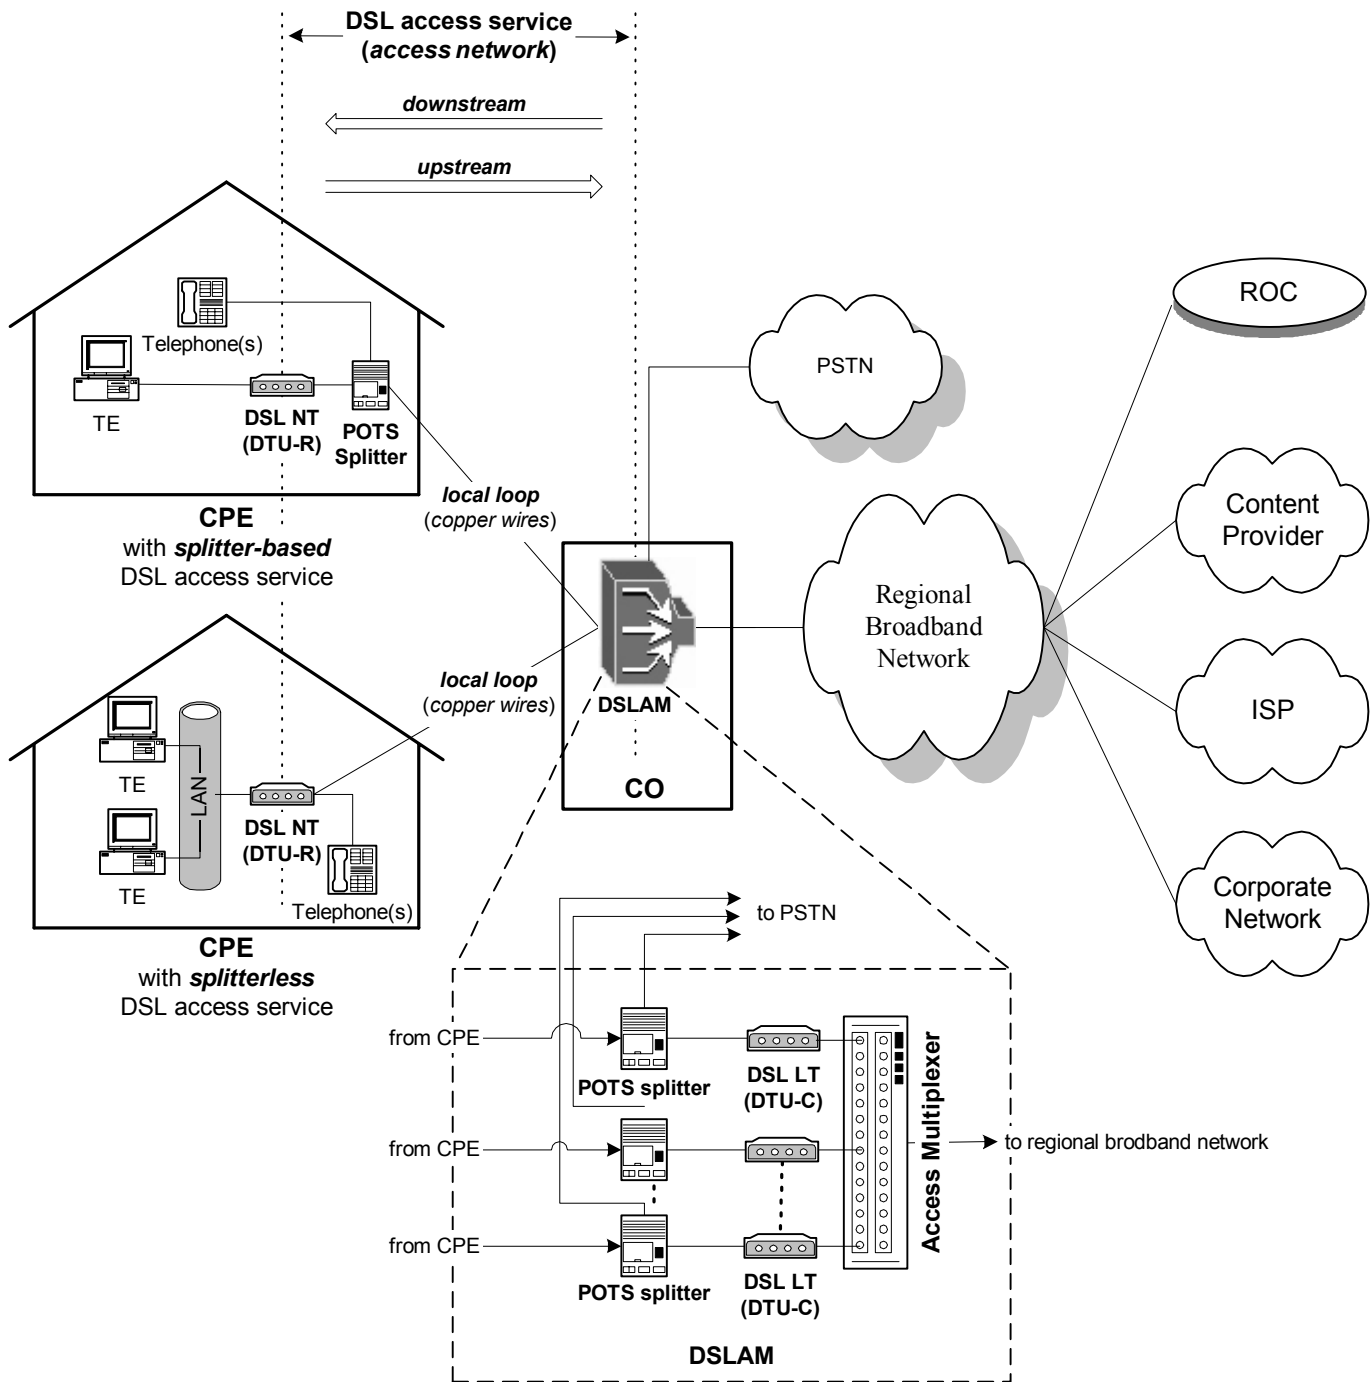 DSL access service
(access network)
downstream
upstream
Telephone(s)
TE
DSL NT
(DTU-R)
POTS
Splitter
CPE
with splitter-based
DSL access service
local loop
(copper wires)
PSTN
ROC
Content
Provider
Regional
Broadband
Network
ISP
Corporate
Network
local loop
(copper wires)
DSLAM
CO
TE
TE
LAN
DSL NT
(DTU-R)
Telephone(s)
CPE
with splitterless
DSL access service
to PSTN
from CPE
POTS splitter
DSL LT
(DTU-C)
from CPE
from CPE
POTS splitter
DSL LT
(DTU-C)
Access Multiplexer
to regional brodband network
DSLAM